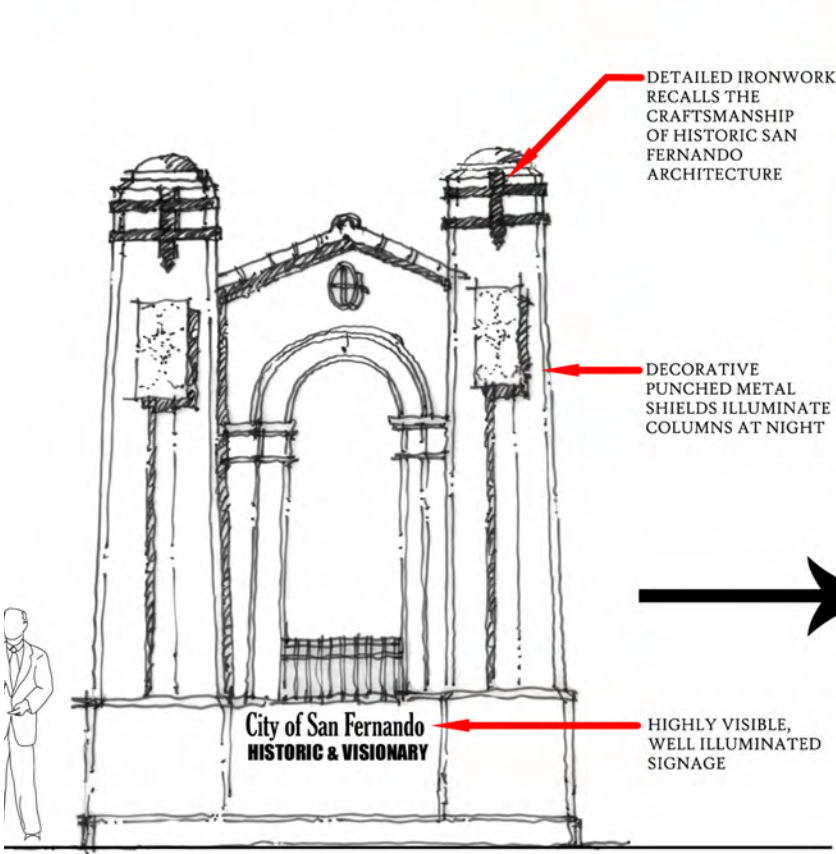 DETAILED IRONWORK
RECALLS THE
CRAFTSMANSHIP
OF HISTORIC SAN
FERNANDO
ARCHITECTURE
DECORATIVE
PUNCHED METAL
SHIELDS ILLUMINATE
COLUMNS AT NIGHT
City of San Fernando
HISTORIC & VISIONARY
HIGHLY VISIBLE,
WELL ILLUMINATED
SIGNAGE